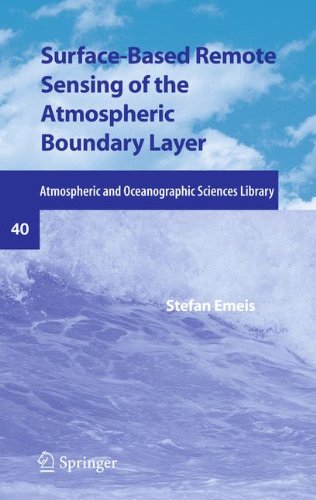 Surface-Based Remote
Sensing of the
Atmospheric
Boundary Layer
Atmospheric and Oceanographic Sciences Library
40
Stefan Emeis
Springer